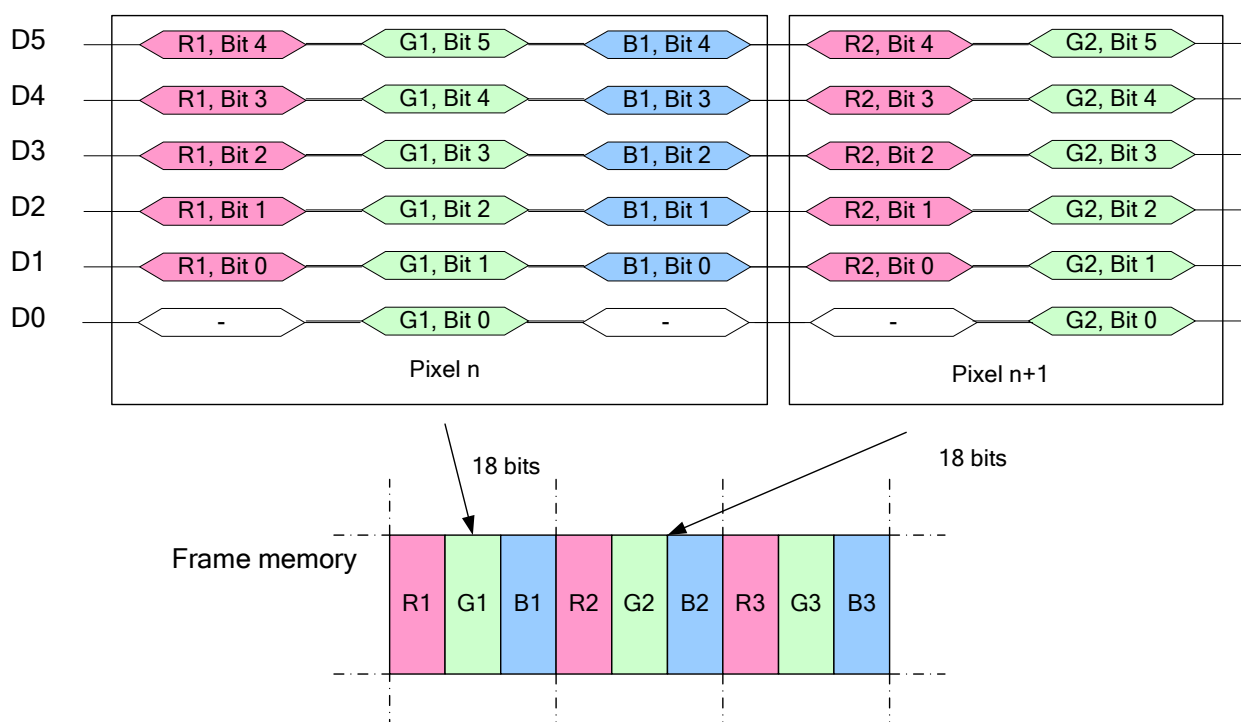 D5 R1, Bit 4 G1, Bit 5 B1, Bit 4 R2, Bit 4 G2, Bit 5
D4 R1, Bit 3 G1, Bit 4 B1, Bit 3 R2, Bit 3 G2, Bit 4
D3 R1, Bit 2 G1, Bit 3 B1, Bit 2 R2, Bit 2 G2, Bit 3
D2 R1, Bit 1 G1, Bit 2 B1, Bit 1 R2, Bit 1 G2, Bit 2
D1 R1, Bit 0 G1, Bit 1 B1, Bit 0 R2, Bit 0 G2, Bit 1
D0 - G1, Bit 0 - - G2, Bit 0
Pixel n Pixel n+1
18 bits 18 bits
Frame memory
R1 G1 B1 R2 G2 B2 R3 G3 B3